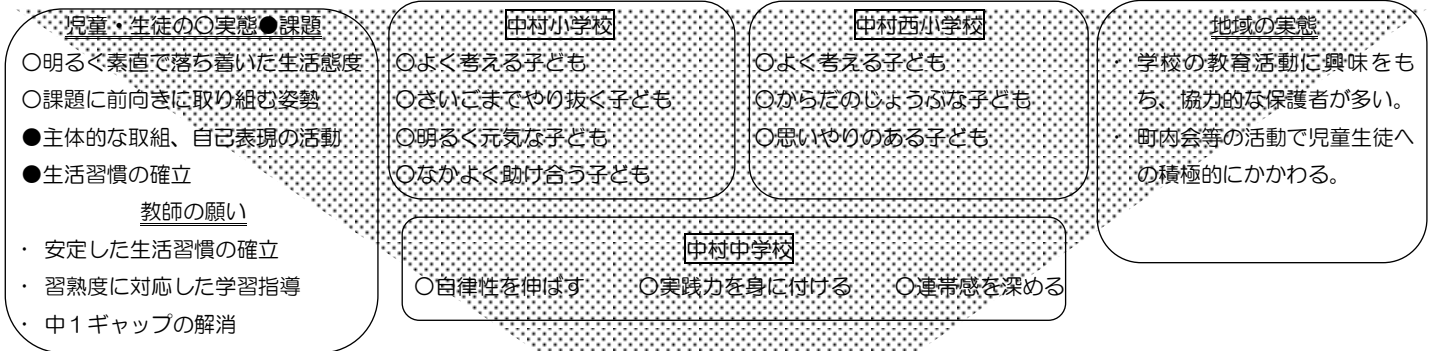 児童・生徒の○実態●課題
○明るく素直で落ち着いた生活態度
○課題に前向きに取り組む姿勢
●主体的な取組、自己表現の活動
●生活習慣の確立
教師の願い
・ 安定した生活習慣の確立
・ 習熟度に対応した学習指導
・ 中１ギャップの解消
中村小学校
○よく考える子ども
○さいごまでやり抜く子ども
○明るく元気な子ども
○なかよく助け合う子ども
中村西小学校
○よく考える子ども
○からだのじょうぶな子ども
○思いやりのある子ども
地域の実態
・ 学校の教育活動に興味をも
ち、協力的な保護者が多い。
・ 町内会等の活動で児童生徒へ
の積極的にかかわる。
中村中学校
○自律性を伸ばす ○実践力を身に付ける ○連帯感を深める